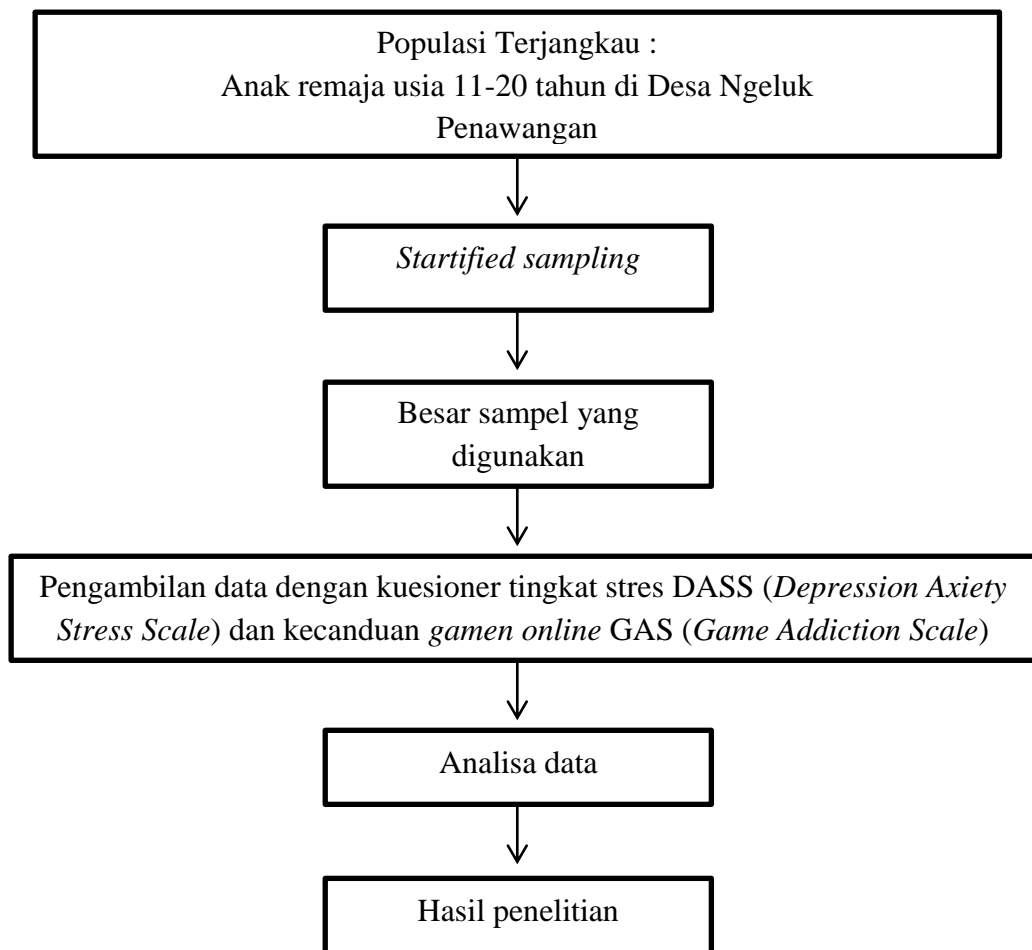 Populasi Terjangkau :
Anak remaja usia 11-20 tahun di Desa Ngeluk
Penawangan
Startified sampling
Besar sampel yang
digunakan
Pengambilan data dengan kuesioner tingkat stres DASS (Depression Axiety
Stress Scale) dan kecanduan gamen online GAS (Game Addiction Scale)
Analisa data
Hasil penelitian